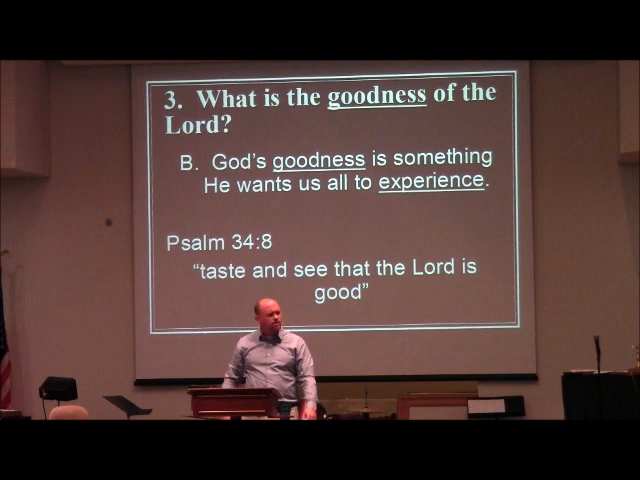 3. What is the goodness of the
Lord?
B. God's goodness is something
He wants us all to experience.
Psalm 34:8
“taste and see that the Lord is
good”